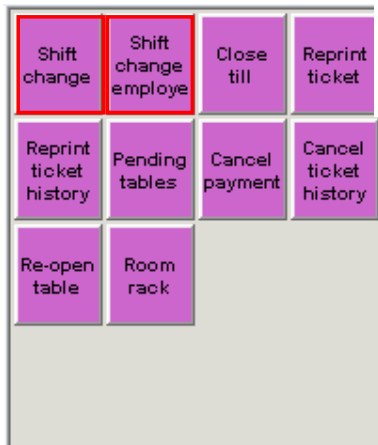 Shift
change
Shift
change
employe
Close
till
Reprint
ticket
Reprint
ticket
history
Pending
tables
Cancel
payment
Cancel
ticket
history
Re-open
table
Room
rack